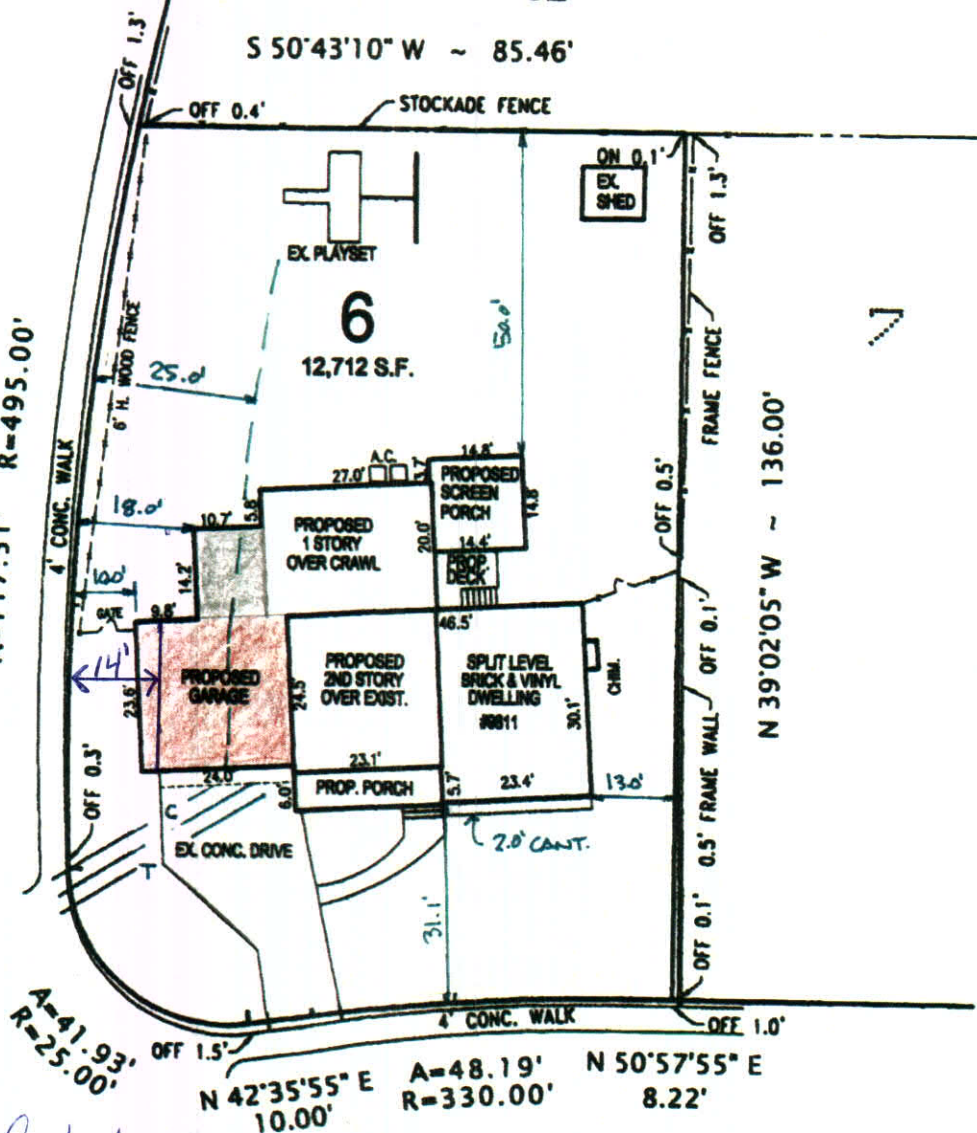 S 50°43'10" W ~ 85.46'
OFF 1.3'
OFF 0.4'
STOCKADE FENCE
ON 0.1'
EX.
SHED
OFF 1.3'
EX. PLAYSET
6
12,712 S.F.
50.0'
7
R=495.00'
6' H. WOOD FENCE
25.0'
FRAME FENCE
4' CONC. WALK
N 39°02'05" W ~ 136.00'
A.C.
14.8'
27.0'
3.7'
PROPOSED
SCREEN
PORCH
14.8'
OFF 0.5'
18.0'
10.7'
5.8'
PROPOSED
1 STORY
OVER CRAWL
20.0'
14.4'
PROP.
DECK
14.2'
10.0'
GATE
9.8'
46.5'
OFF 0.1'
14'
23.6'
PROPOSED
GARAGE
24.5'
PROPOSED
2ND STORY
OVER EXIST.
SPLIT LEVEL
BRICK & VINYL
DWELLING
#9811
30.1'
CHIM.
24.0'
23.1'
23.4'
13.0'
6.0'
PROP. PORCH
5.7'
OFF 0.3'
C
T
EX. CONC. DRIVE
2.0' CANT.
0.5' FRAME WALL
31.1'
OFF 0.1'
A=41.93'
R=25.00'
OFF 1.5'
4' CONC. WALK
OFF 1.0'
N 42°35'55" E
10.00'
A=48.19'
R=330.00'
N 50°57'55" E
8.22'